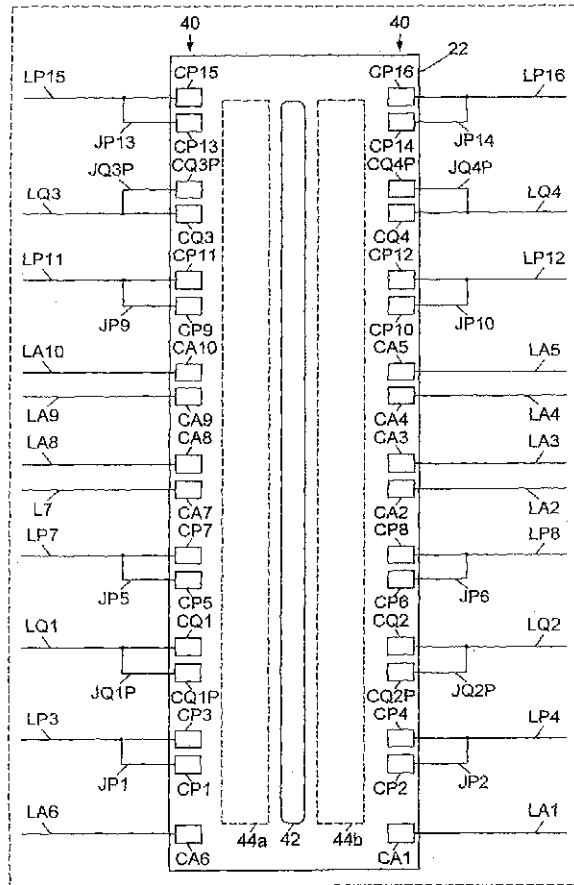 40 40
22
LP15 CP15 CP16 LP16
JP13 CP13 CP14 JP14
JQ3P CQ3P CQ4P JQ4P
LQ3 CQ3 CQ4 LQ4
LP11 CP11 CP12 LP12
JP9 CP9 CP10 JP10
LA10 CA10 CA5 LA5
LA9 CA9 CA4 LA4
LA8 CA8 CA3 LA3
L7 CA7 CA2 LA2
LP7 CP7 CP8 LP8
JP5 CP5 CP6 JP6
LQ1 CQ1 CQ2 LQ2
JQ1P CQ1P CQ2P JQ2P
LP3 CP3 CP4 LP4
JP1 CP1 CP2 JP2
LA6 44a 42 44b LA1
CA6 CA1